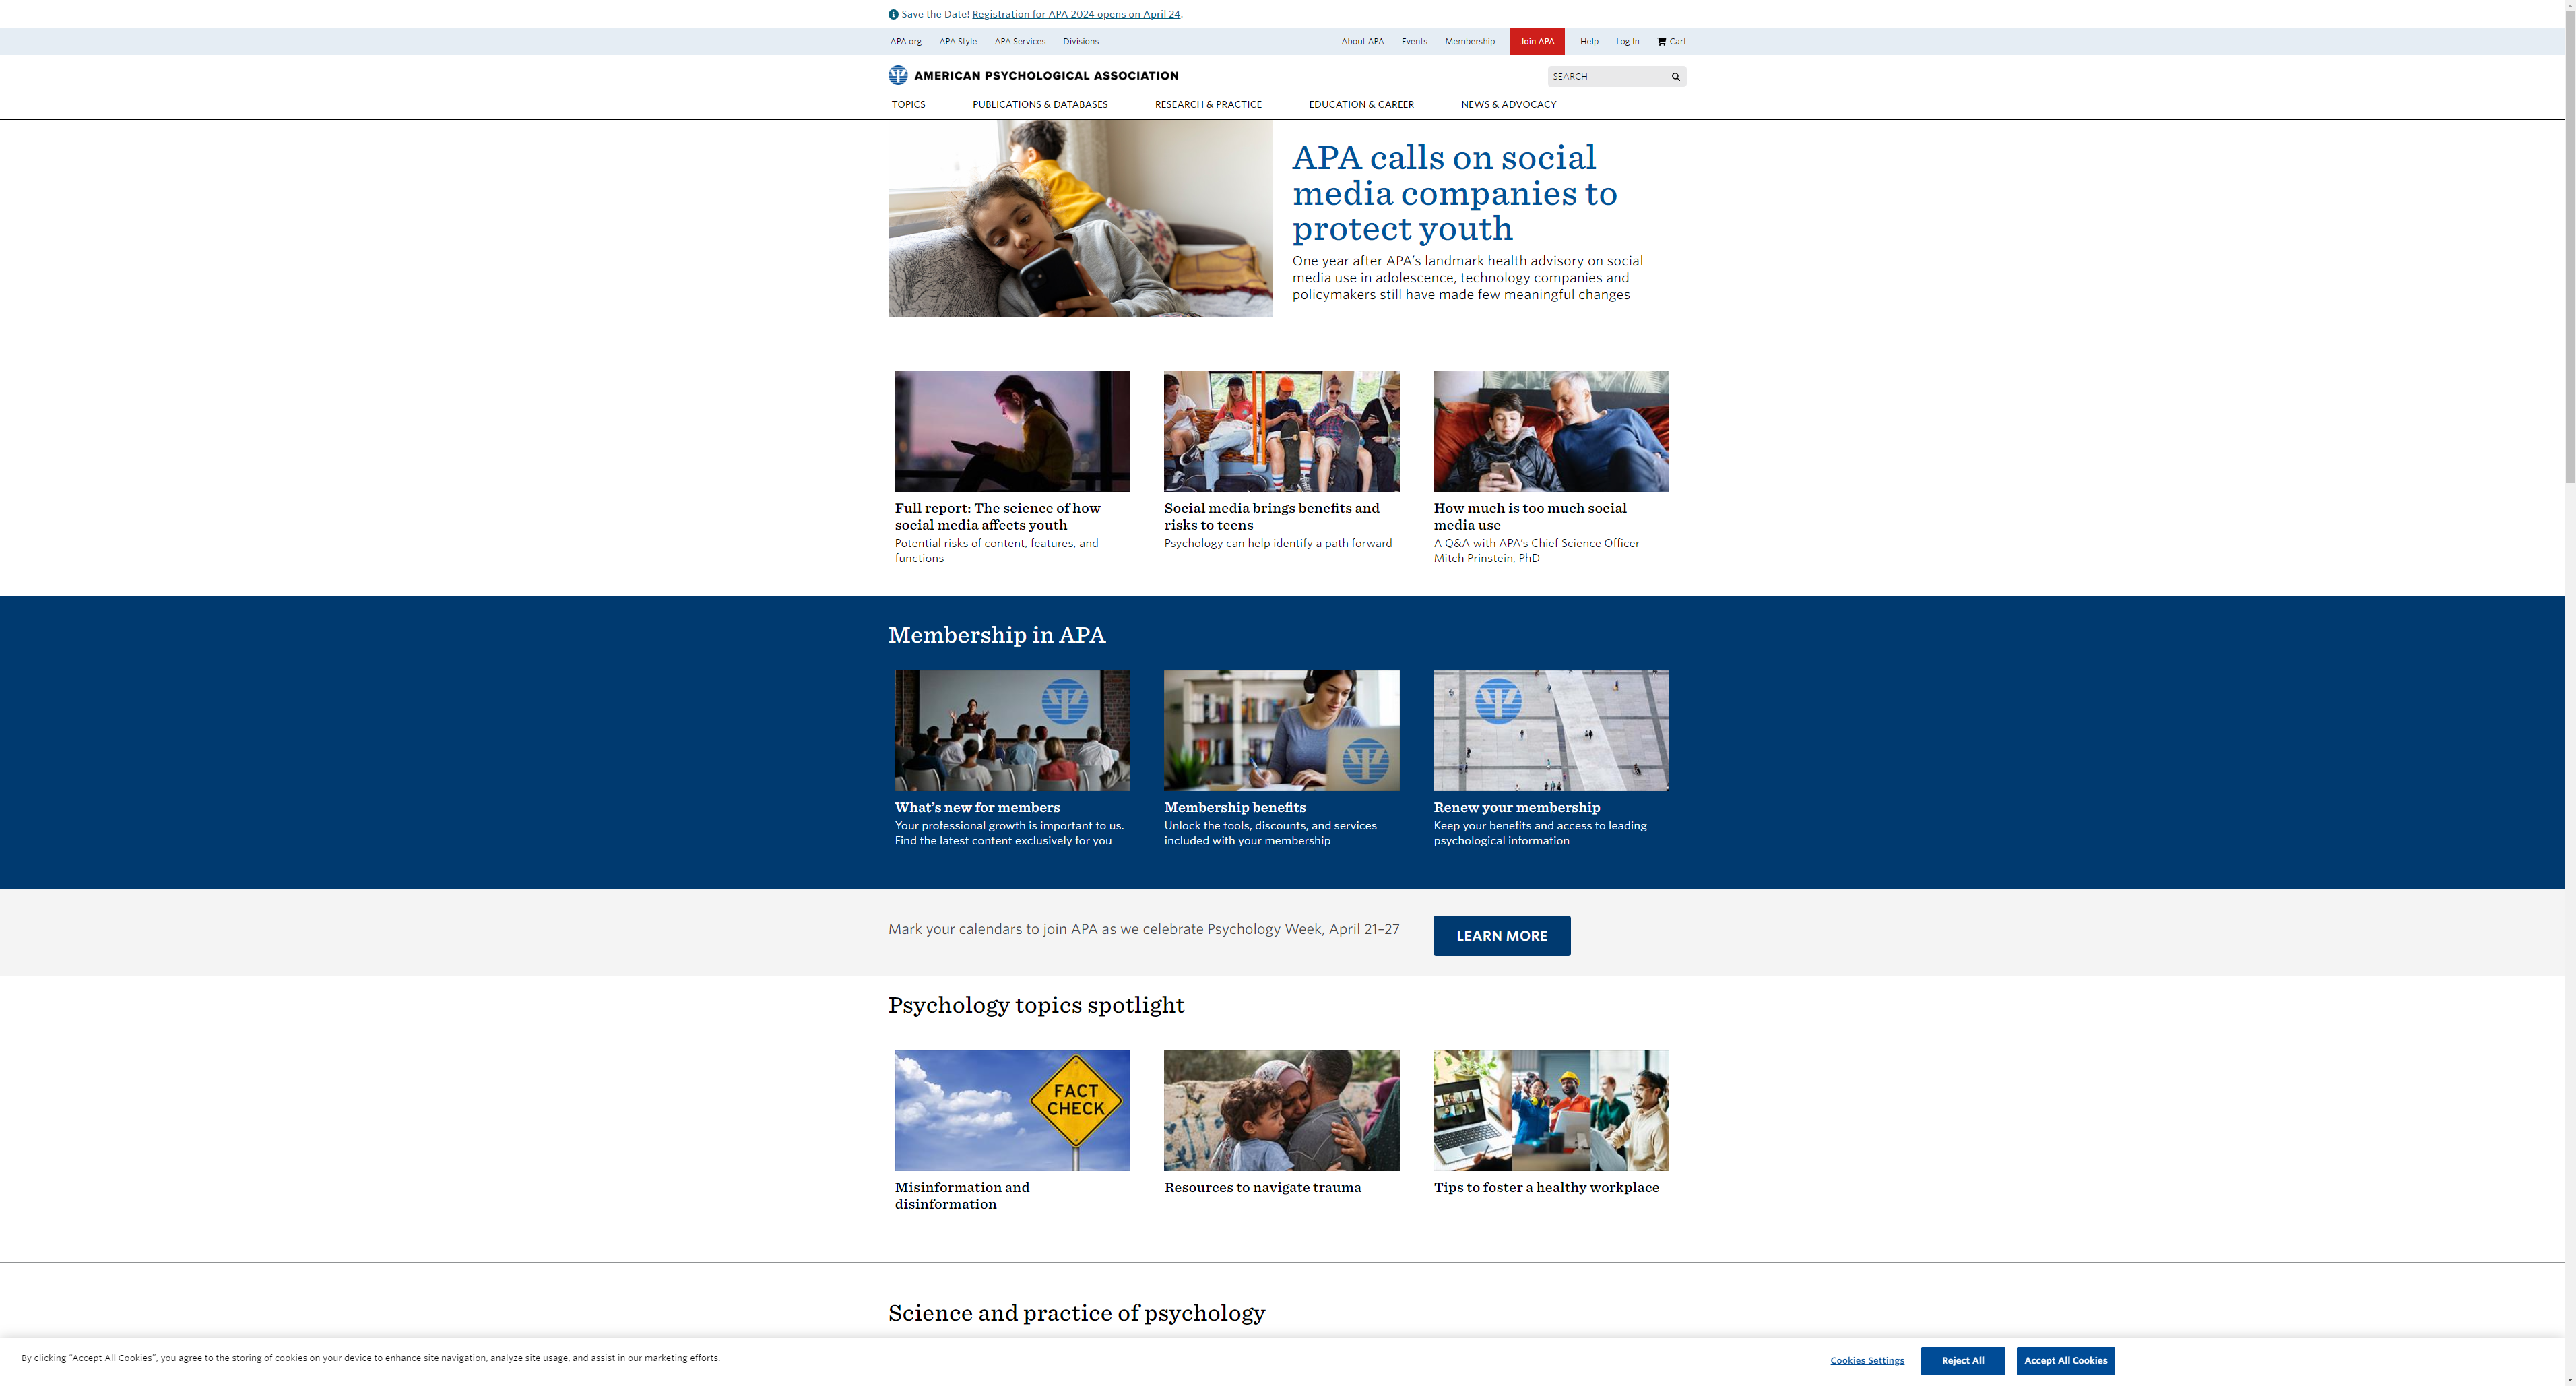 Save the Date! Registration for APA 2024 opens on April 24.
APA.org APA Style APA Services Divisions About APA Events Membership Join APA Help Log In Cart
AMERICAN PSYCHOLOGICAL ASSOCIATION
SEARCH
TOPICS PUBLICATIONS & DATABASES RESEARCH & PRACTICE EDUCATION & CAREER NEWS & ADVOCACY
APA calls on social
media companies to
protect youth
One year after APA’s landmark health advisory on social
media use in adolescence, technology companies and
policymakers still have made few meaningful changes
Full report: The science of how
social media affects youth
Potential risks of content, features, and
functions
Social media brings benefits and
risks to teens
Psychology can help identify a path forward
How much is too much social
media use
A Q&A with APA’s Chief Science Officer
Mitch Prinstein, PhD
Membership in APA
What’s new for members
Your professional growth is important to us.
Find the latest content exclusively for you
Membership benefits
Unlock the tools, discounts, and services
included with your membership
Renew your membership
Keep your benefits and access to leading
psychological information
Mark your calendars to join APA as we celebrate Psychology Week, April 21–27
LEARN MORE
Psychology topics spotlight
FACT
CHECK
Misinformation and
disinformation
Resources to navigate trauma
Tips to foster a healthy workplace
Science and practice of psychology
By clicking “Accept All Cookies”, you agree to the storing of cookies on your device to enhance site navigation, analyze site usage, and assist in our marketing efforts.
Cookies Settings
Reject All
Accept All Cookies